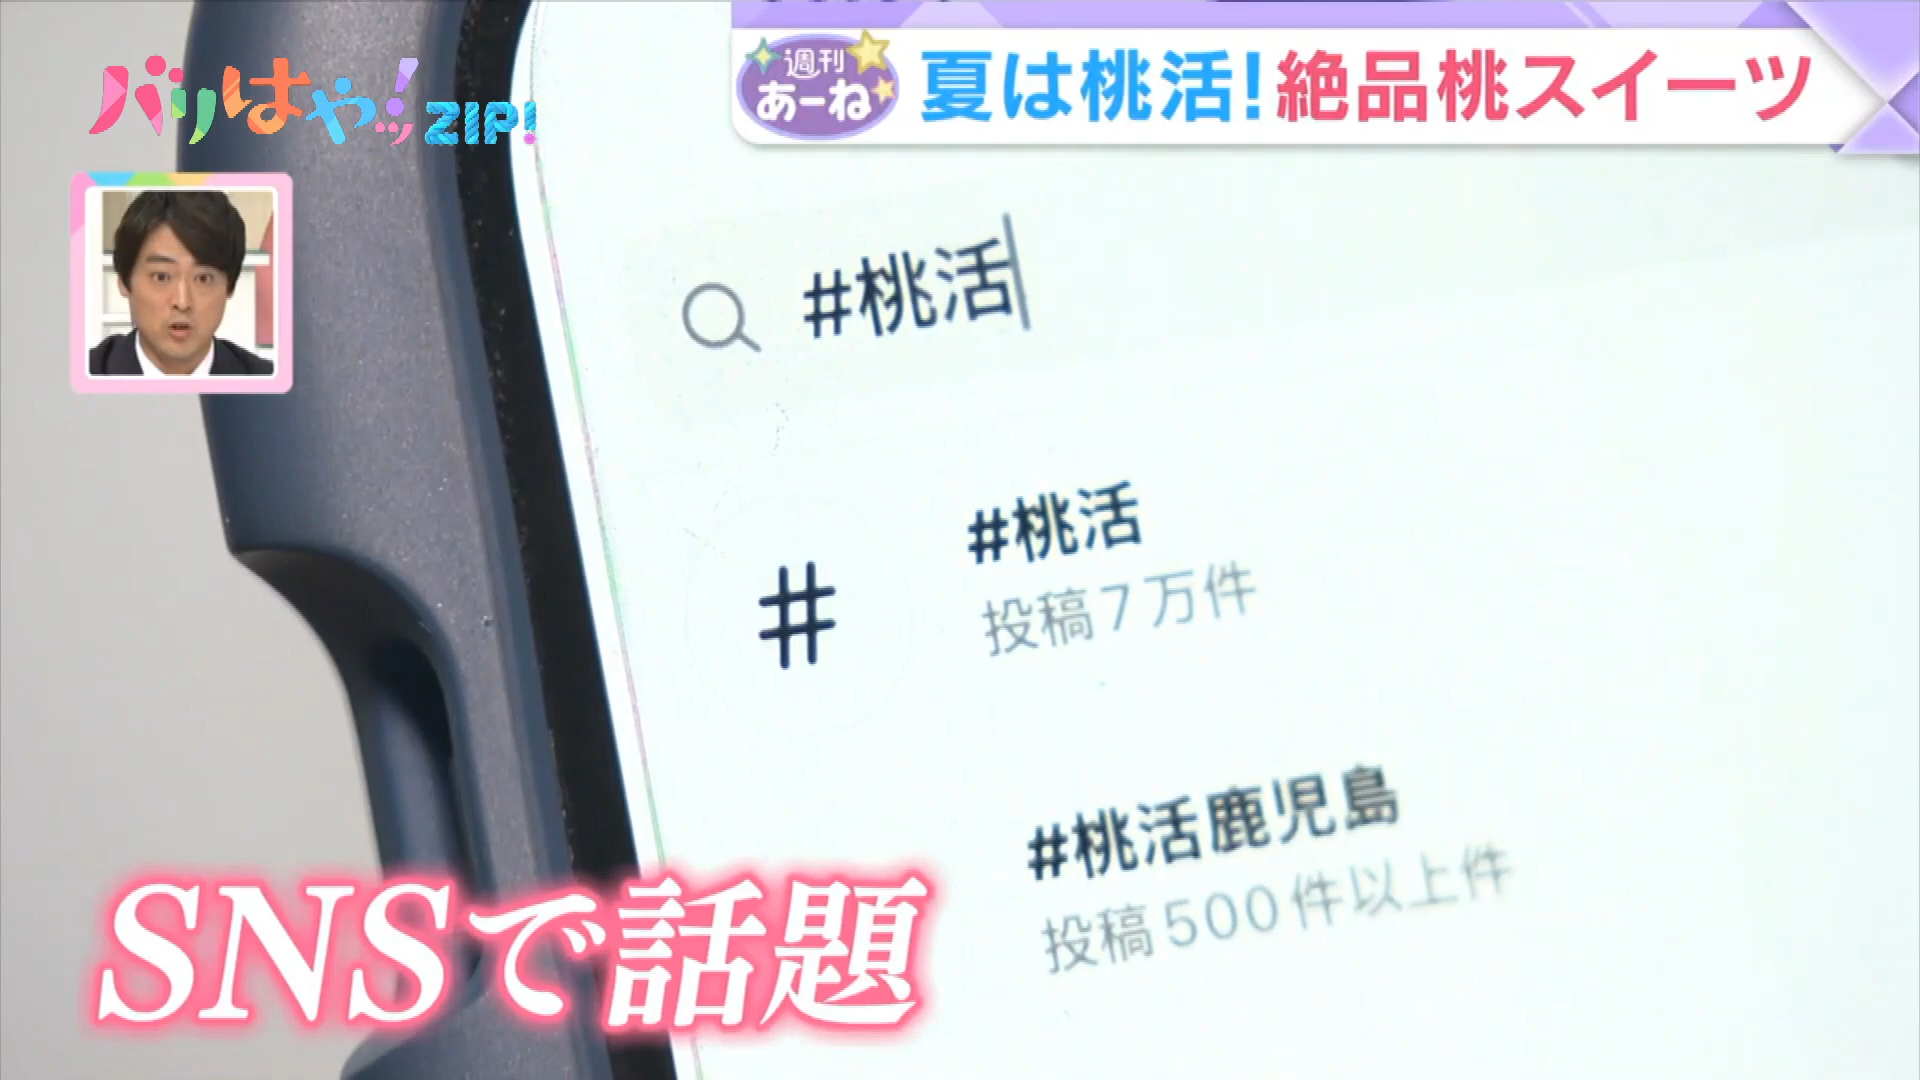 バリはやッ!ZIP!
週刊
あーね
夏は桃活!絶品桃スイーツ
#桃活
#
#桃活
投稿7万件
#桃活鹿児島
投稿500件以上件
SNSで話題